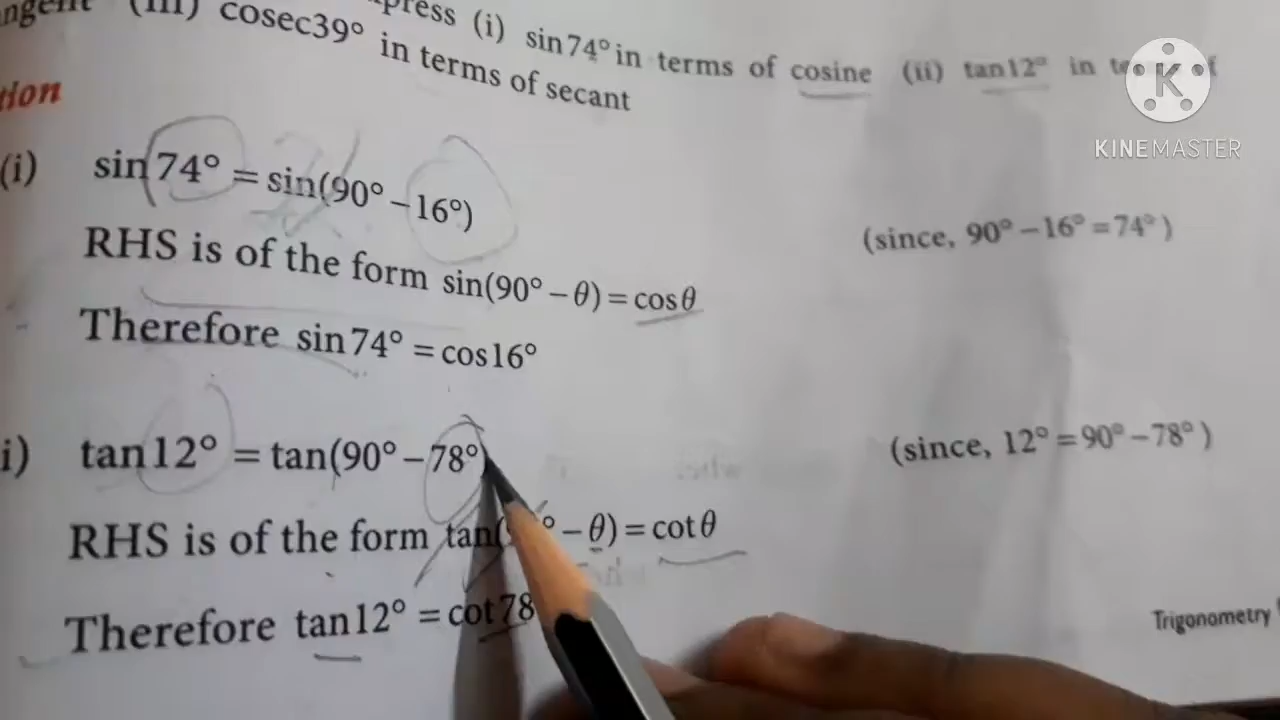 press (i) sin74° in terms of cosine (ii) tan12° in
(iii) cosec39° in terms of secant
KINEMASTER
(i) sin74° = sin(90° – 16°) (since, 90° – 16° = 74°)
RHS is of the form sin(90° – θ) = cosθ
Therefore sin74° = cos16°
i) tan12° = tan(90° – 78°) (since, 12° = 90° – 78°)
RHS is of the form tan( ° – θ) = cotθ
Therefore tan12° = cot78
Trigonometry